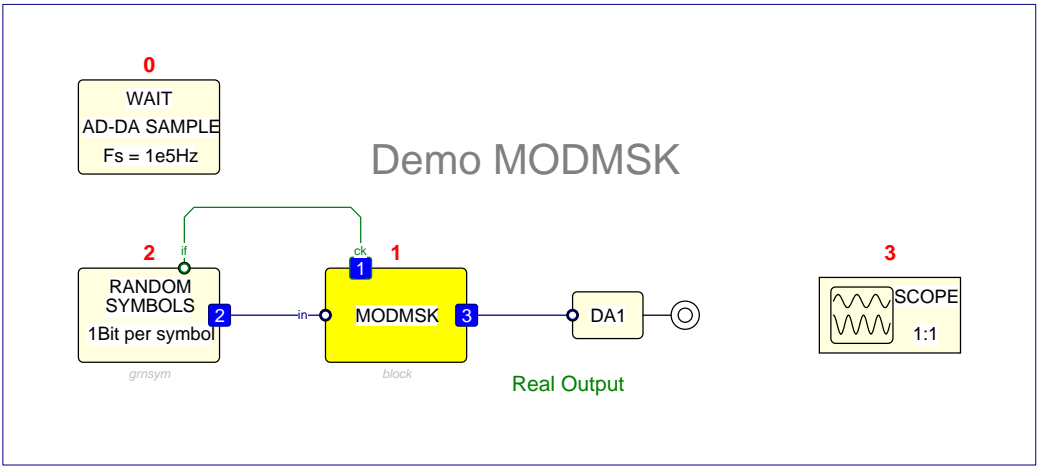 0
WAIT
AD-DA SAMPLE
Fs = 1e5Hz
Demo MODMSK
2
if
RANDOM
SYMBOLS
1Bit per symbol
2
grnsym
ck
1
1
in
MODMSK
3
block
DA1
Real Output
3
SCOPE
1:1